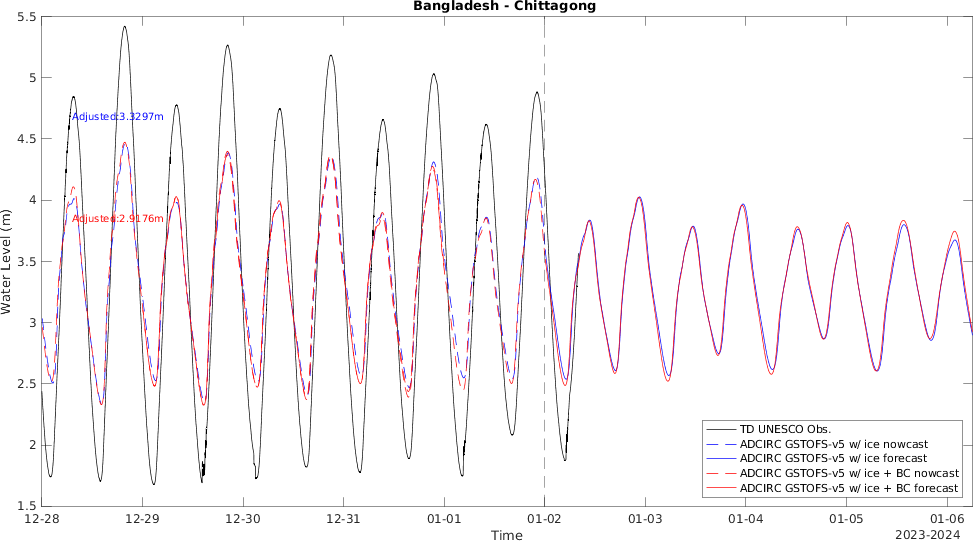 Bangladesh - Chittagong
5.5
5
4.5
4
3.5
3
2.5
2
1.5
Water Level (m)
Adjusted:3.3297m
Adjusted:2.9176m
TD UNESCO Obs.
ADCIRC GSTOFS-v5 w/ ice nowcast
ADCIRC GSTOFS-v5 w/ ice forecast
ADCIRC GSTOFS-v5 w/ ice + BC nowcast
ADCIRC GSTOFS-v5 w/ ice + BC forecast
12-28 12-29 12-30 12-31 01-01 01-02 01-03 01-04 01-05 01-06
Time
2023-2024